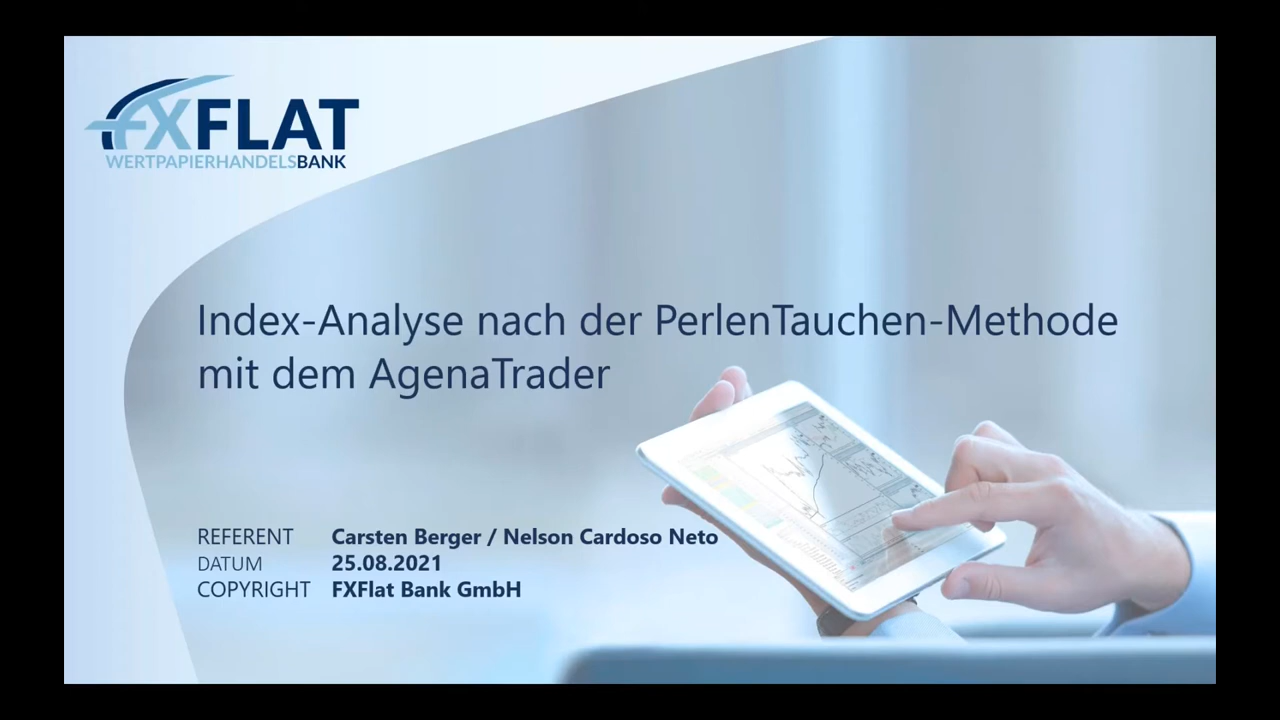 FXFLAT
WERTPAPIERHANDELSBANK
Index-Analyse nach der PerlenTauchen-Methode
mit dem AgenaTrader
REFERENT Carsten Berger / Nelson Cardoso Neto
DATUM 25.08.2021
COPYRIGHT FXFlat Bank GmbH